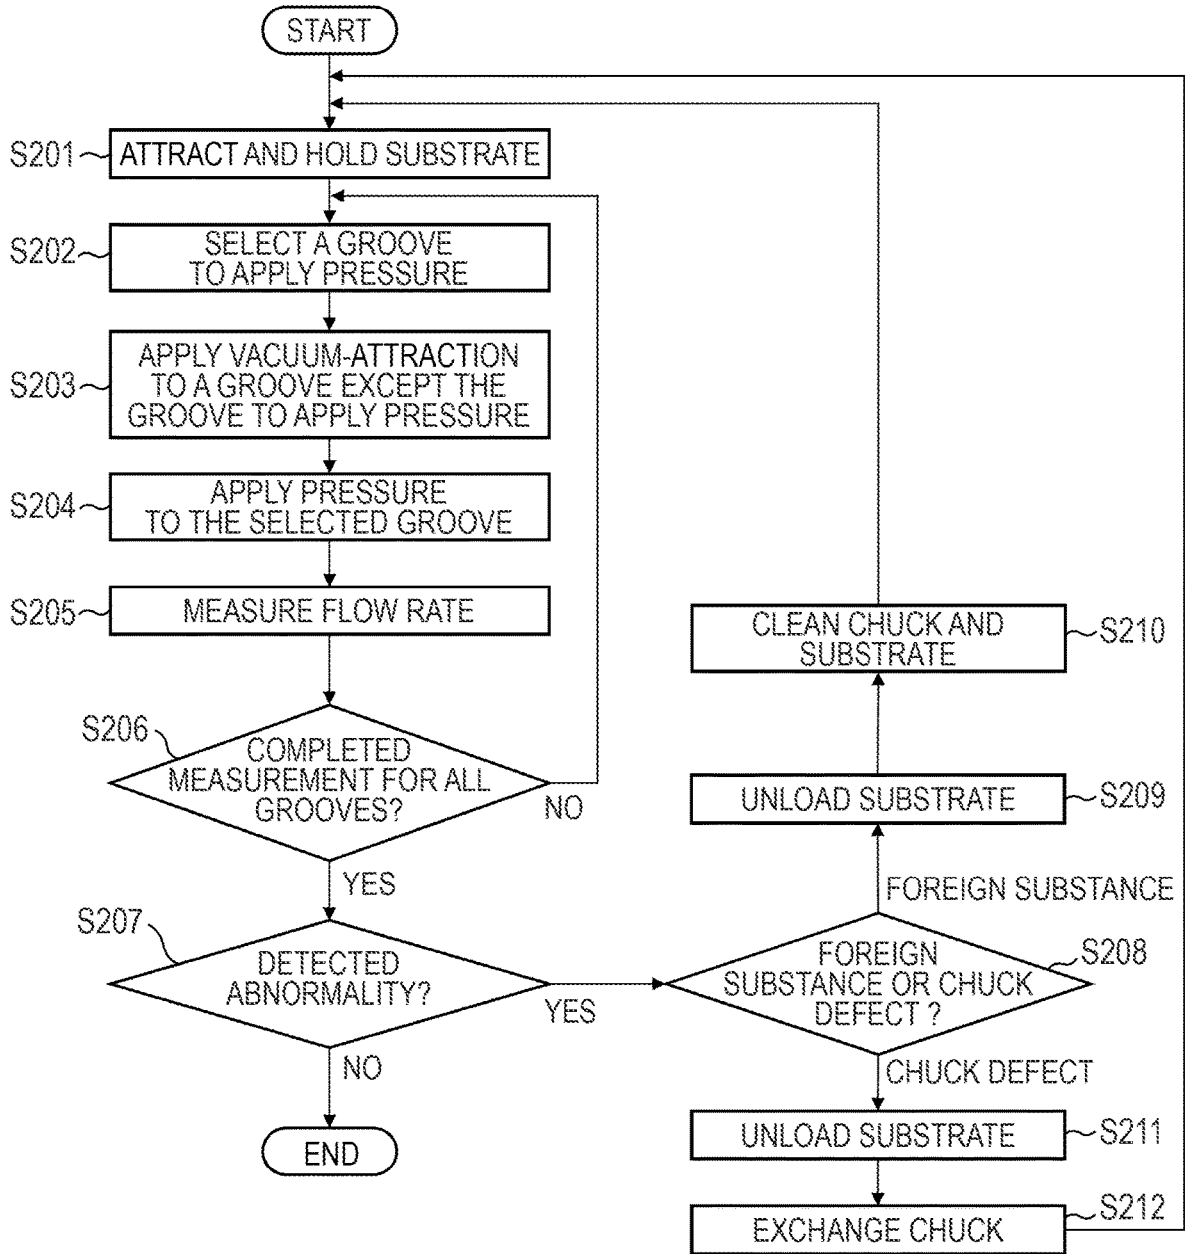 START
S201
ATTRACT AND HOLD SUBSTRATE
S202
SELECT A GROOVE
TO APPLY PRESSURE
S203
APPLY VACUUM-ATTRACTION
TO A GROOVE EXCEPT THE
GROOVE TO APPLY PRESSURE
S204
APPLY PRESSURE
TO THE SELECTED GROOVE
S205
MEASURE FLOW RATE
S206
COMPLETED
MEASUREMENT FOR ALL
GROOVES?
NO
YES
S207
DETECTED
ABNORMALITY?
YES
NO
END
CLEAN CHUCK AND
SUBSTRATE
S210
UNLOAD SUBSTRATE
S209
FOREIGN SUBSTANCE
FOREIGN
SUBSTANCE OR CHUCK
DEFECT ?
S208
CHUCK DEFECT
UNLOAD SUBSTRATE
S211
EXCHANGE CHUCK
S212